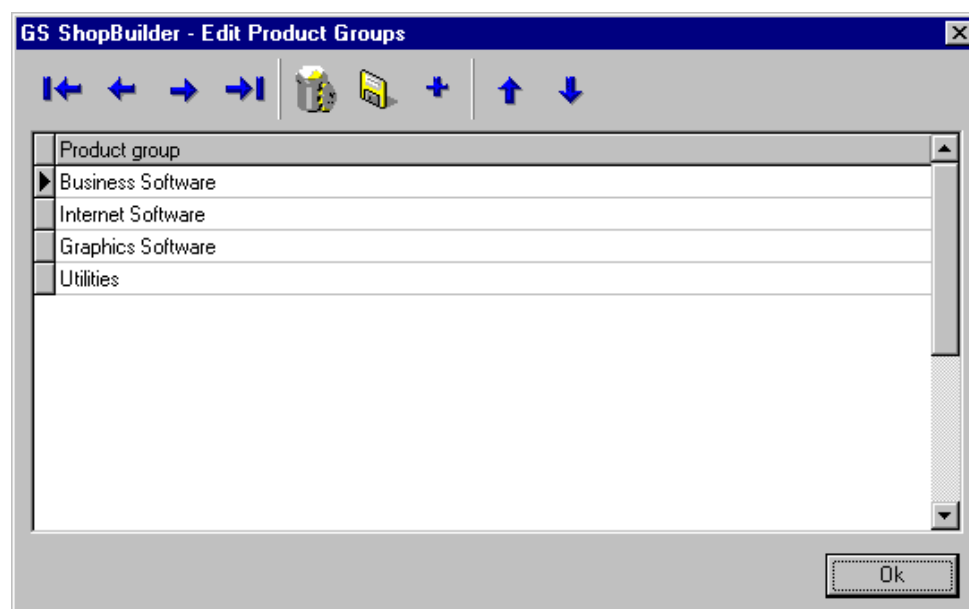 GS ShopBuilder - Edit Product Groups
Product group
Business Software
Internet Software
Graphics Software
Utilities
Ok